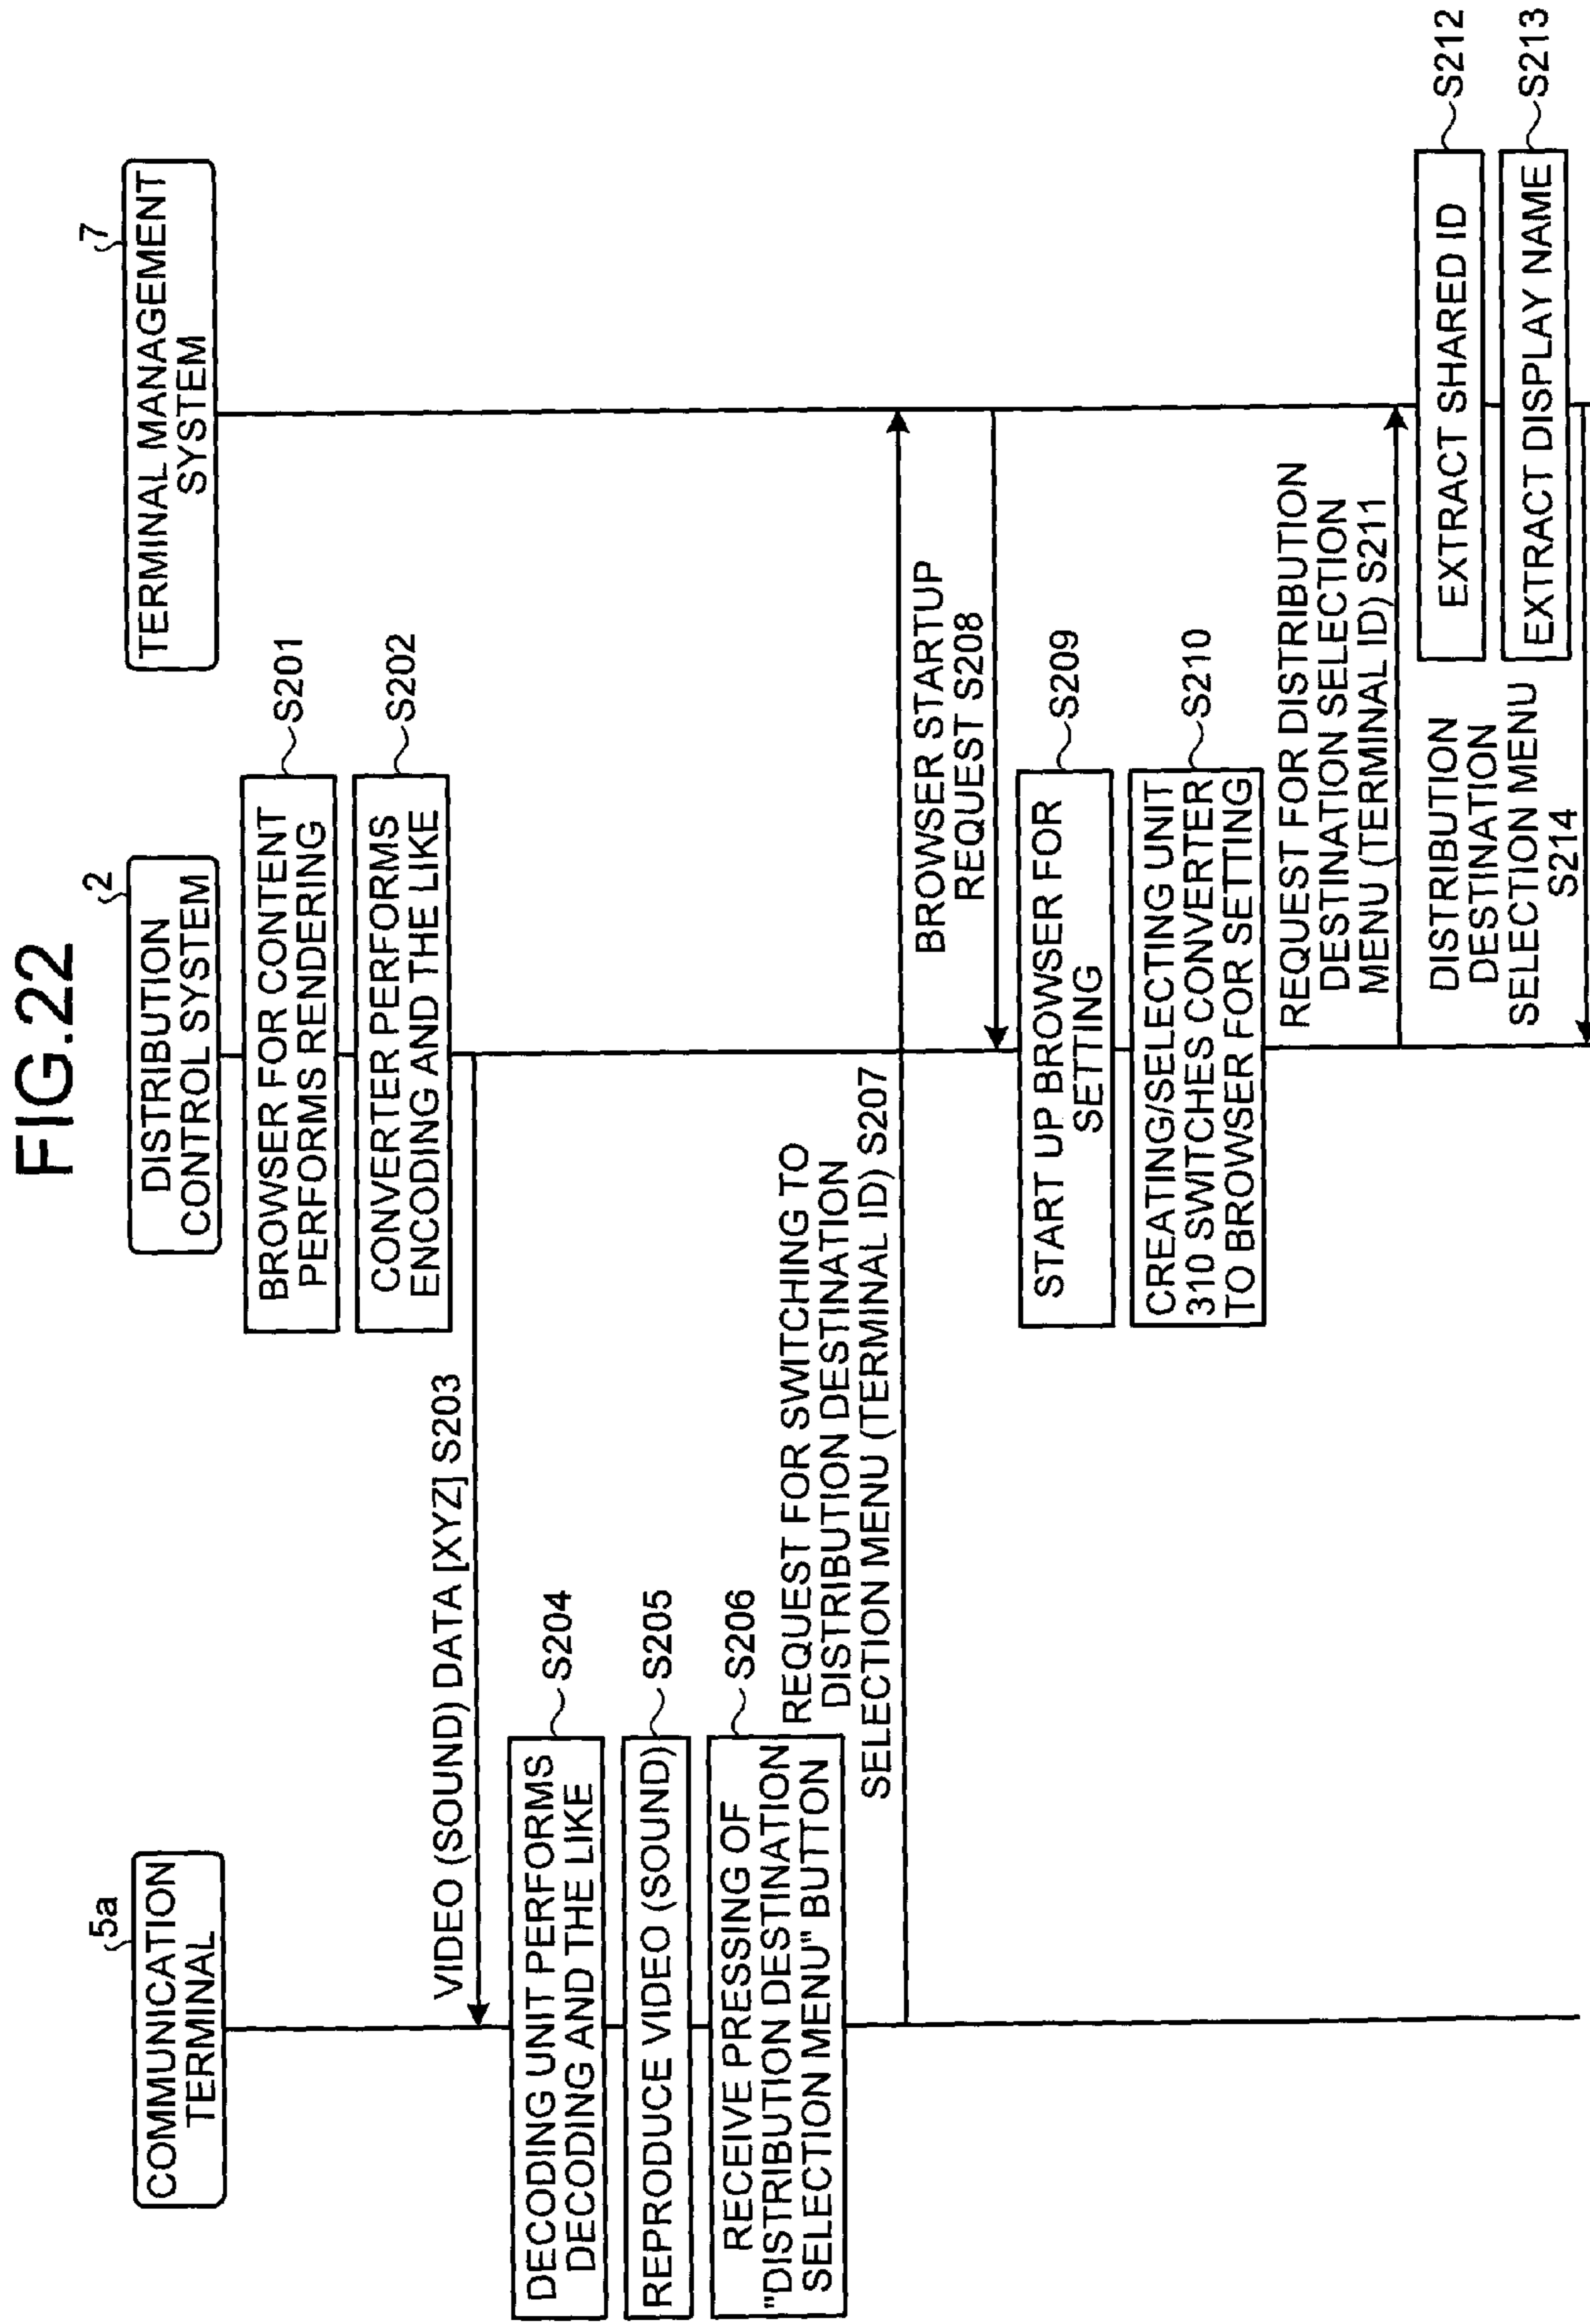 FIG.22
5a
COMMUNICATION
TERMINAL
2
DISTRIBUTION
CONTROL SYSTEM
7
TERMINAL MANAGEMENT
SYSTEM
BROWSER FOR CONTENT
PERFORMS RENDERING
S201
CONVERTER PERFORMS
ENCODING AND THE LIKE
S202
VIDEO (SOUND) DATA [XYZ] S203
DECODING UNIT PERFORMS
DECODING AND THE LIKE
S204
REPRODUCE VIDEO (SOUND)
S205
RECEIVE PRESSING OF
"DISTRIBUTION DESTINATION
SELECTION MENU" BUTTON
S206
REQUEST FOR SWITCHING TO
DISTRIBUTION DESTINATION
SELECTION MENU (TERMINAL ID) S207
BROWSER STARTUP
REQUEST S208
START UP BROWSER FOR
SETTING
S209
CREATING/SELECTING UNIT
310 SWITCHES CONVERTER
TO BROWSER FOR SETTING
S210
REQUEST FOR DISTRIBUTION
DESTINATION SELECTION
MENU (TERMINAL ID) S211
EXTRACT SHARED ID
S212
EXTRACT DISPLAY NAME
S213
DISTRIBUTION
DESTINATION
SELECTION MENU
S214